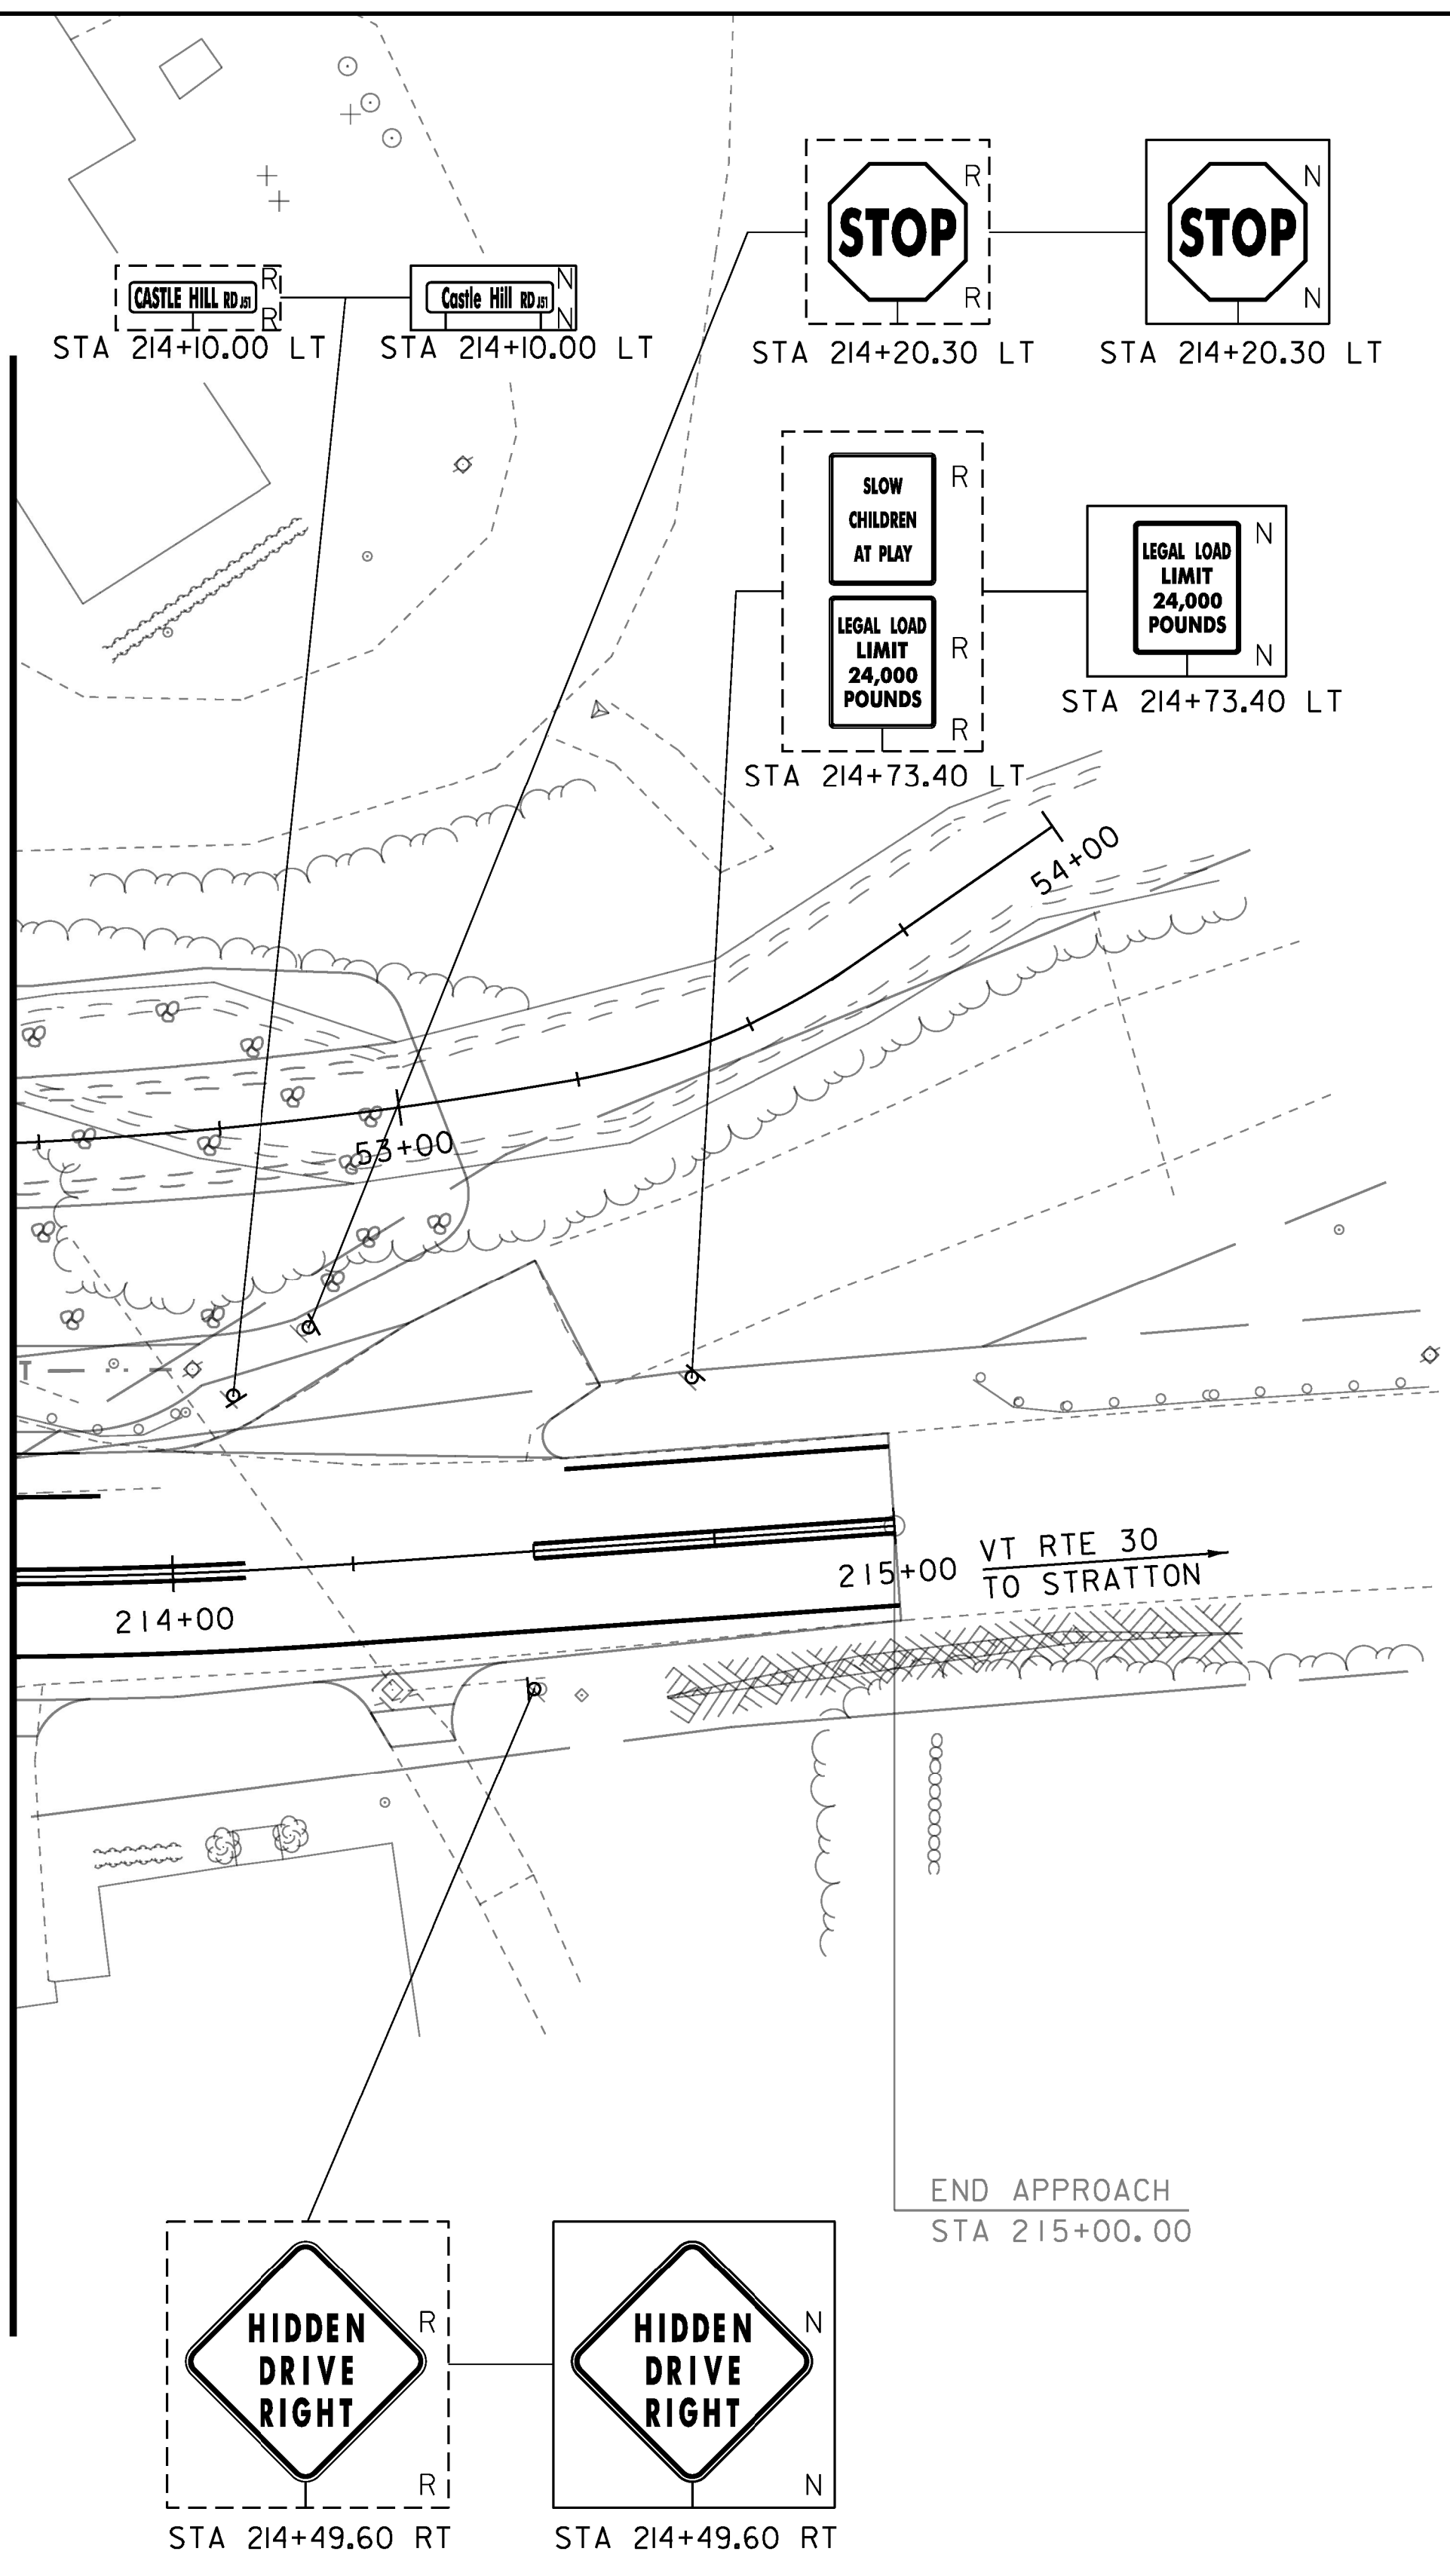 R
R
STOP
STA 214+20.30 LT
N
N
STOP
STA 214+20.30 LT
R
R
CASTLE HILL RD J51
STA 214+10.00 LT
N
N
Castle Hill RD J51
STA 214+10.00 LT
SLOW
CHILDREN
AT PLAY
R
LEGAL LOAD
LIMIT
24,000
POUNDS
R
R
STA 214+73.40 LT
LEGAL LOAD
LIMIT
24,000
POUNDS
N
N
STA 214+73.40 LT
54+00
53+00
T
VT RTE 30
TO STRATTON
215+00
214+00
END APPROACH
STA 215+00.00
HIDDEN
DRIVE
RIGHT
R
R
STA 214+49.60 RT
HIDDEN
DRIVE
RIGHT
N
N
STA 214+49.60 RT